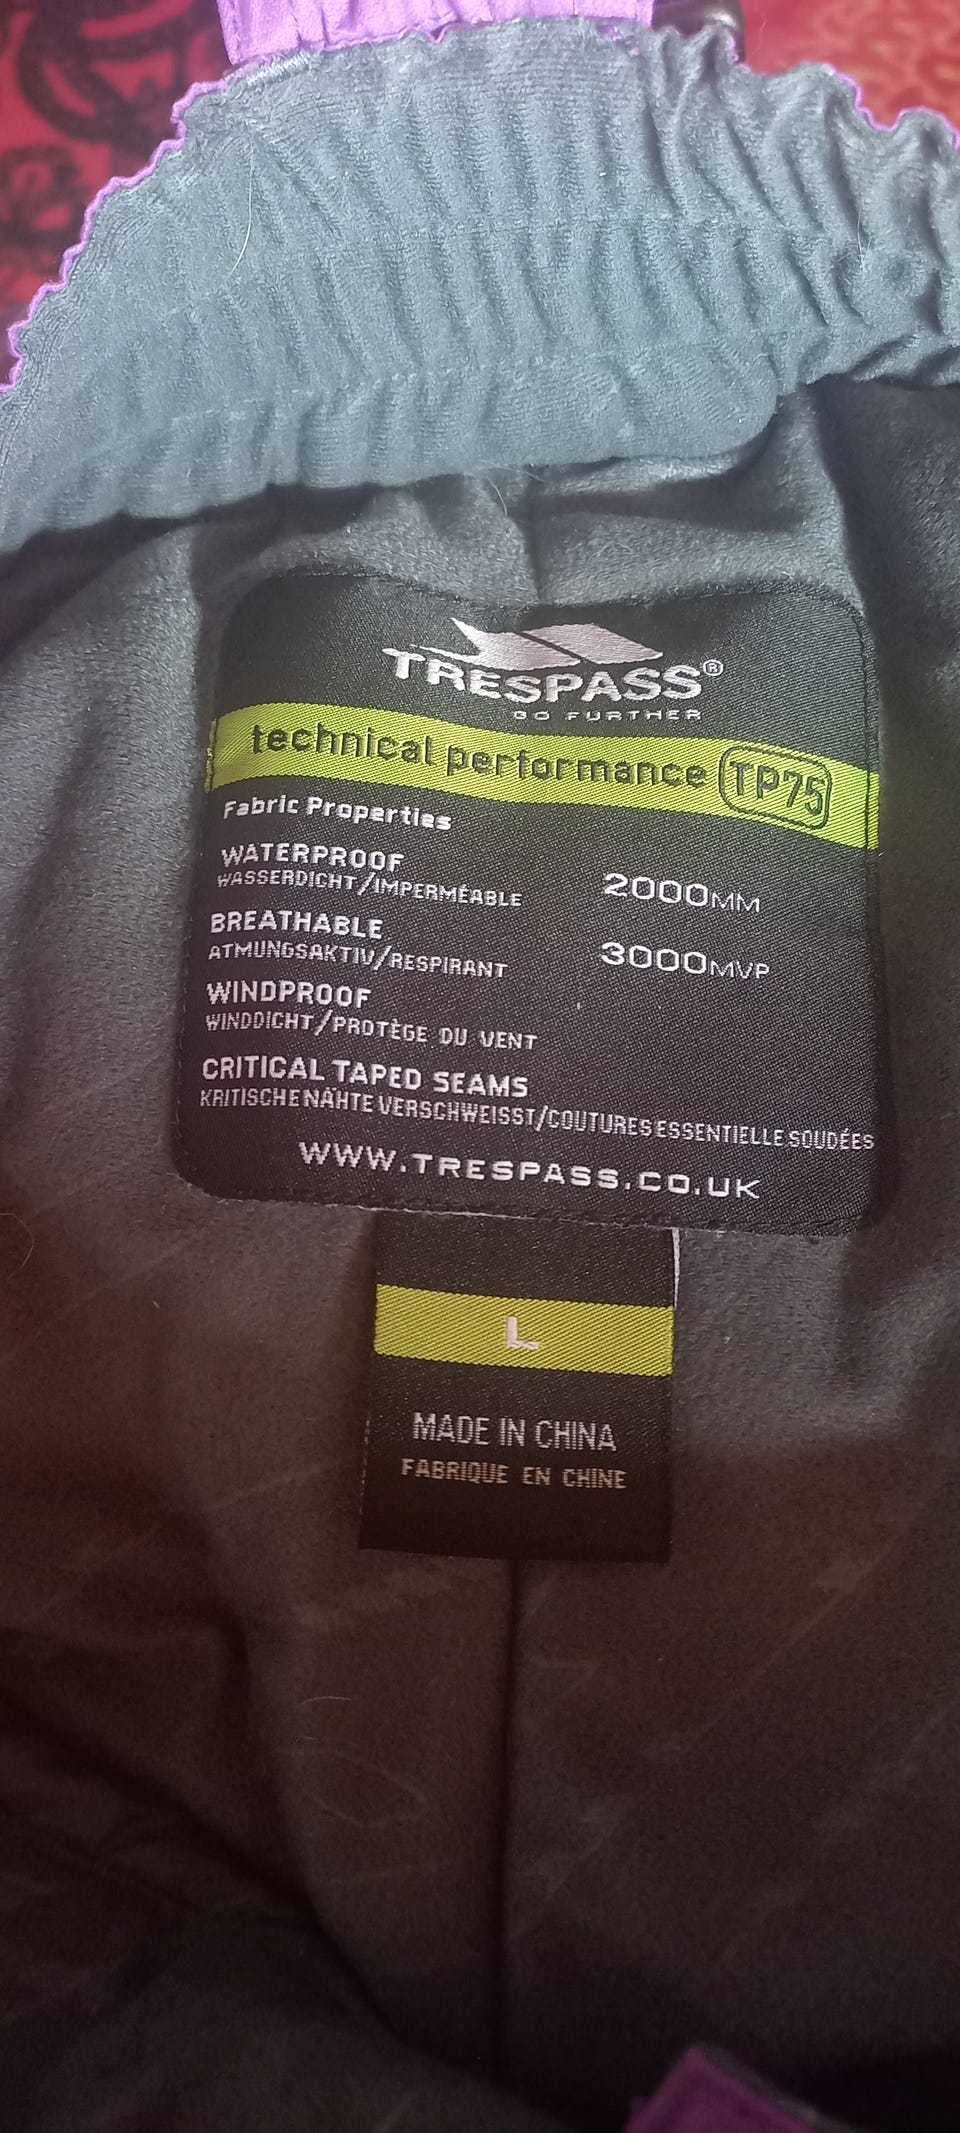 TRESPASS®
GO FURTHER
technical performance TP75
Fabric Properties
WATERPROOF
WASSERDICHT/IMPERMÉABLE 2000MM
BREATHABLE
ATMUNGSAKTIV/RESPIRANT 3000MVP
WINDPROOF
WINDDICHT/PROTÈGE DU VENT
CRITICAL TAPED SEAMS
KRITISCHE NÄHTE VERSCHWEISST/COUTURES ESSENTIELLE SOUDÉES
WWW.TRESPASS.CO.UK
L
MADE IN CHINA
FABRIQUE EN CHINE